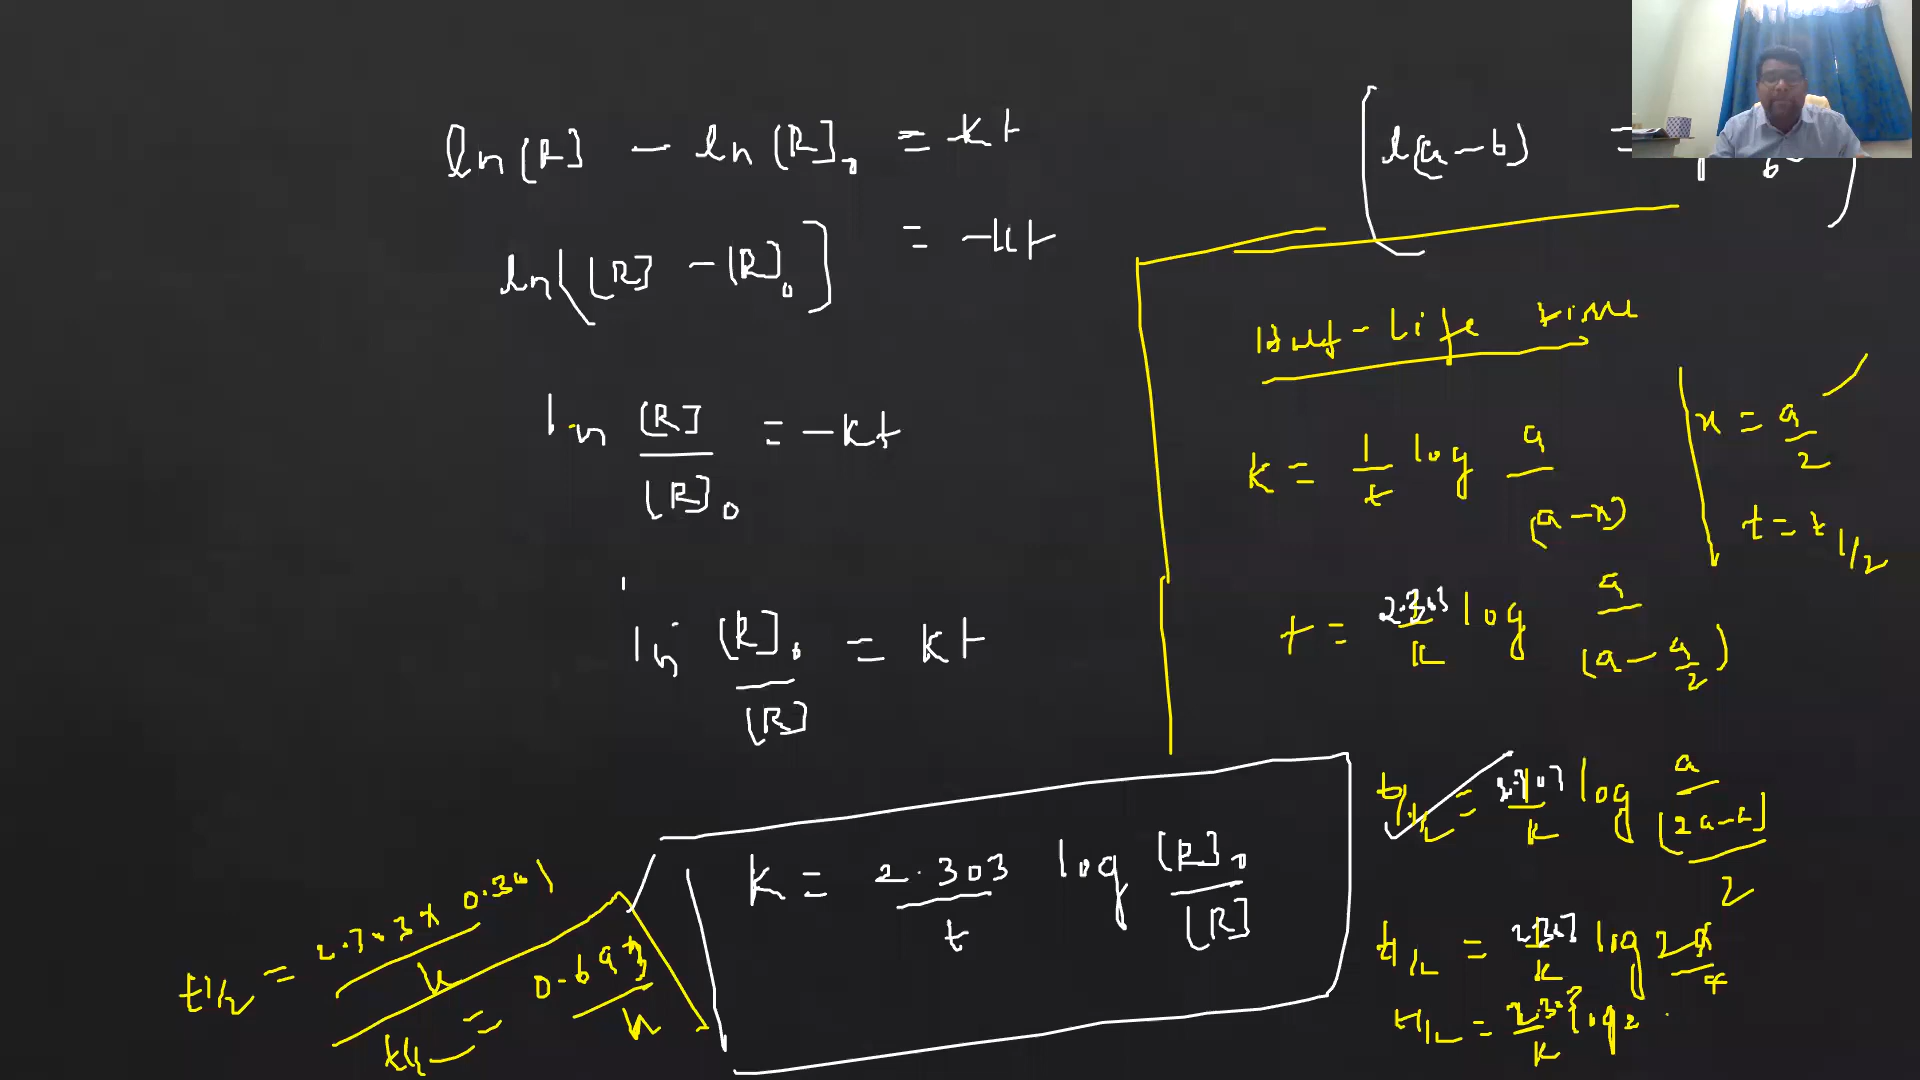 ln [R] - ln [R]₀ = -kt
ln ([R] - [R]₀] = -kt
ln [R]/[R]₀ = -kt
ln [R]₀/[R] = kt
K = 2.303/t log [R]₀/[R]
(a-b) =
Half-Life time
K = 1/t log a/(a-x)
x = a/2
t = t1/2
t = 2.303/k log a/(a - a/2)
t1/2 = 2.303/k log a/[2a-a]/2
t1/2 = 2.303/k log 2a/a
t1/2 = 2.303/k log 2
t1/2 = 2.303 x 0.301/k
t1/2 = 0.693/k